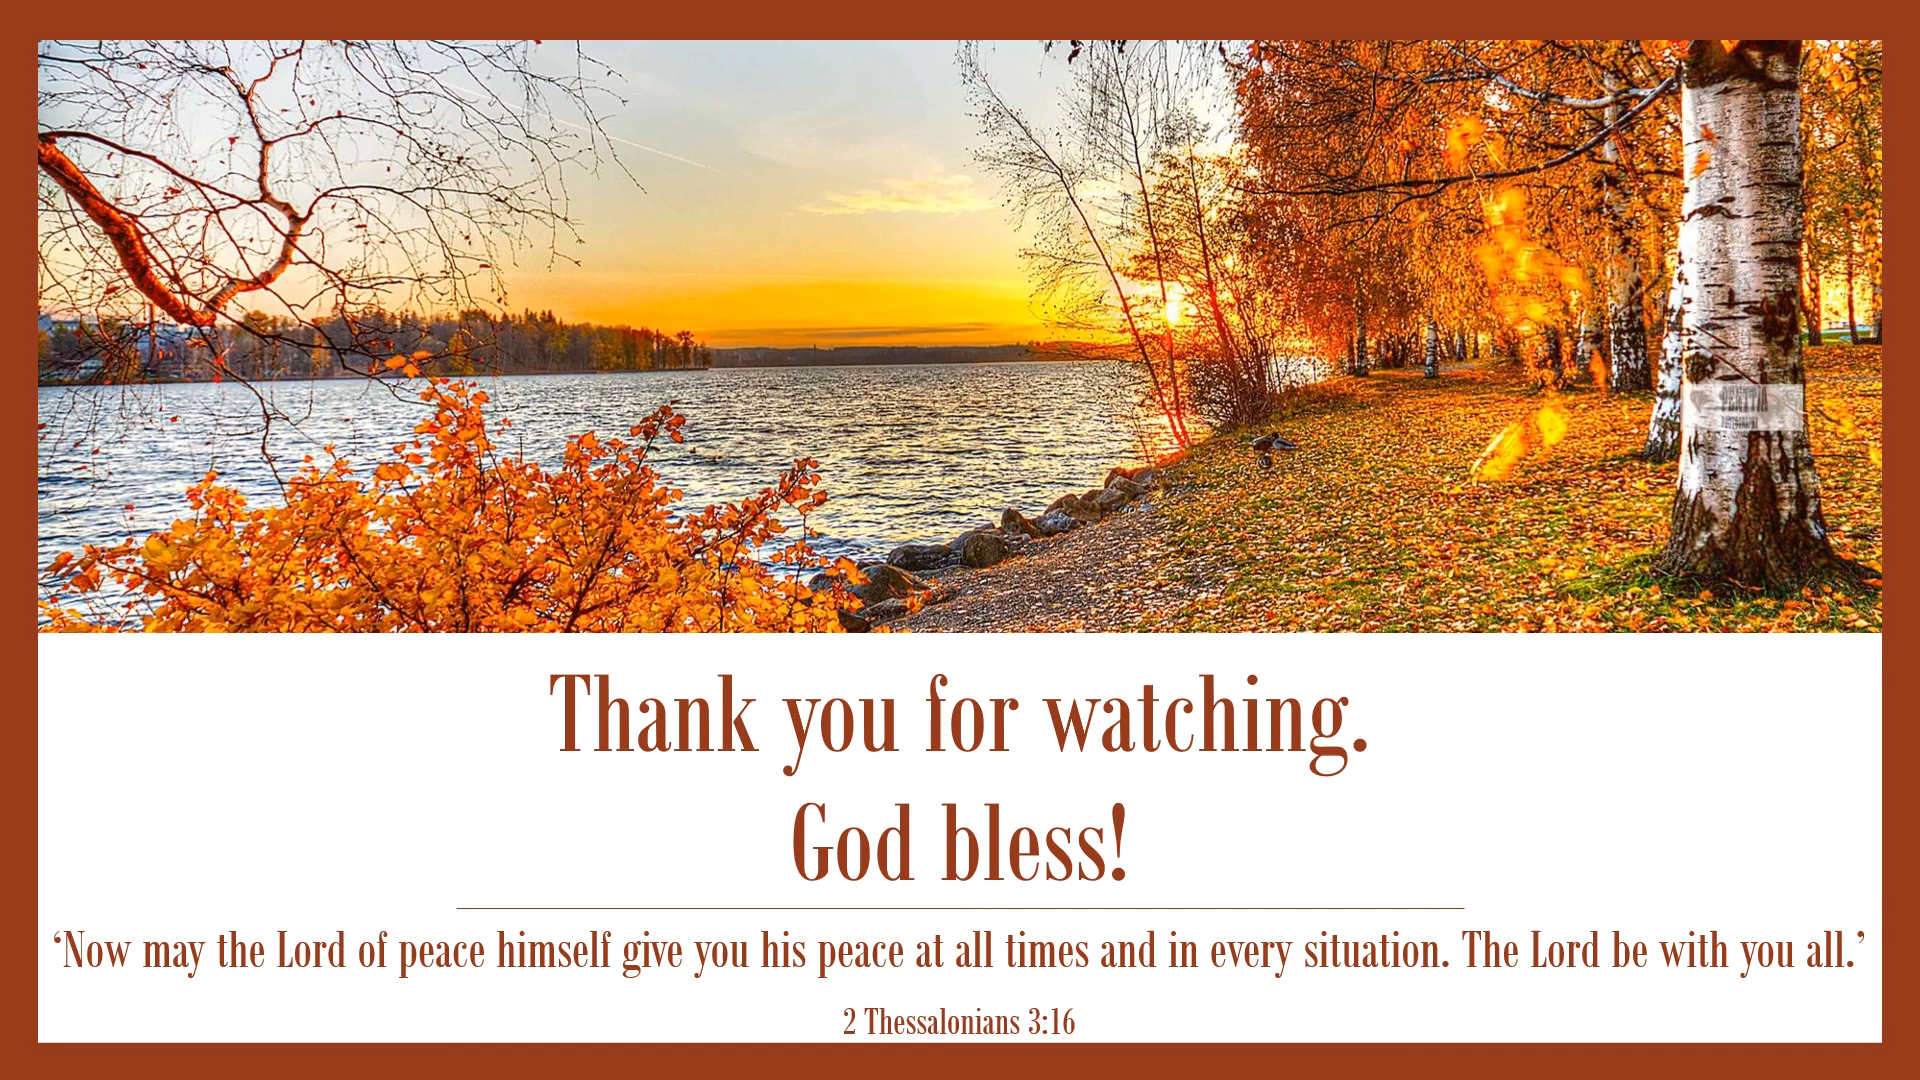 Thank you for watching.
God bless!
‘Now may the Lord of peace himself give you his peace at all times and in every situation. The Lord be with you all.’
2 Thessalonians 3:16